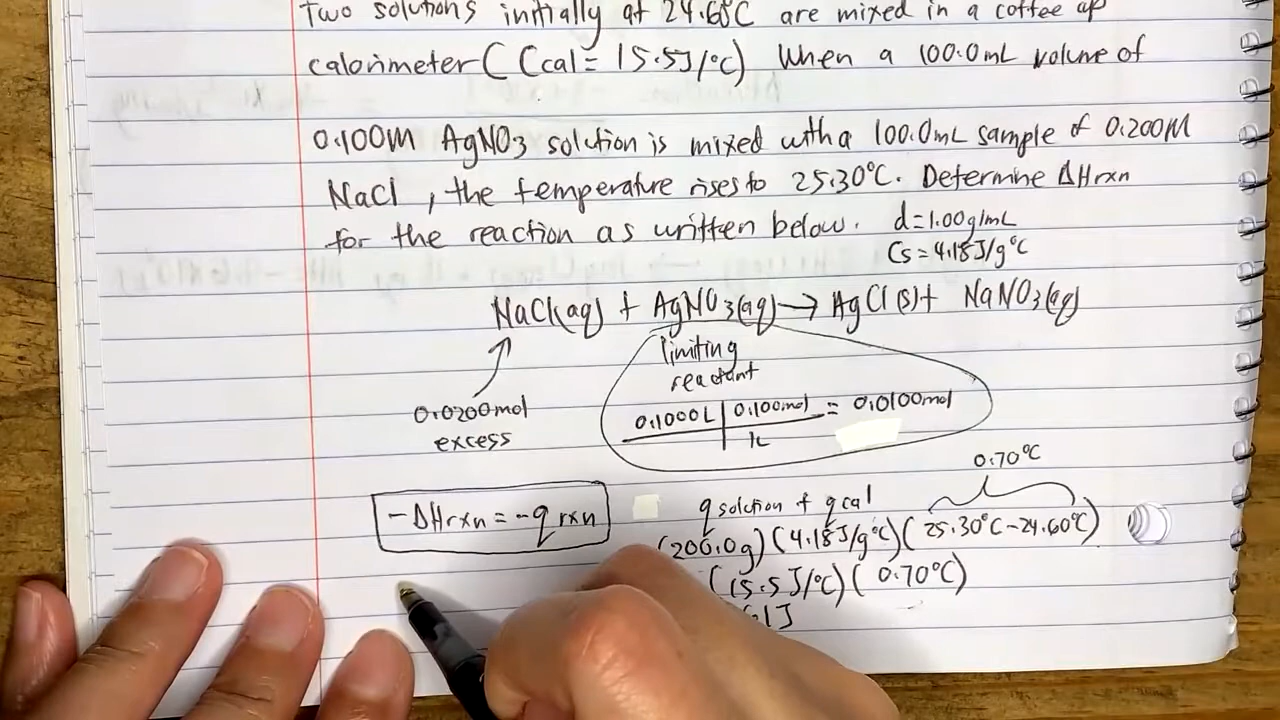 Two solutions initially at 24.60°C are mixed in a coffee cup
calorimeter (Ccal = 15.5J/°C) When a 100.0mL volume of
0.100M AgNO3 solution is mixed with a 100.0mL sample of 0.200M
NaCl, the temperature rises to 25.30°C. Determine ΔHrxn
for the reaction as written below. d=1.00g/mL
Cs = 4.18J/g°C
NaCl(aq) + AgNO3(aq) → AgCl(s) + NaNO3(aq)
limiting
reactant
0.0200mol
excess
0.1000L | 0.100mol = 0.0100mol
1L
0.70°C
-ΔHrxn = -qrxn
qsolution + qcal
(200.0g)(4.18J/g°C)(25.30°C-24.60°C)
(15.5J/°C)(0.70°C)
61J